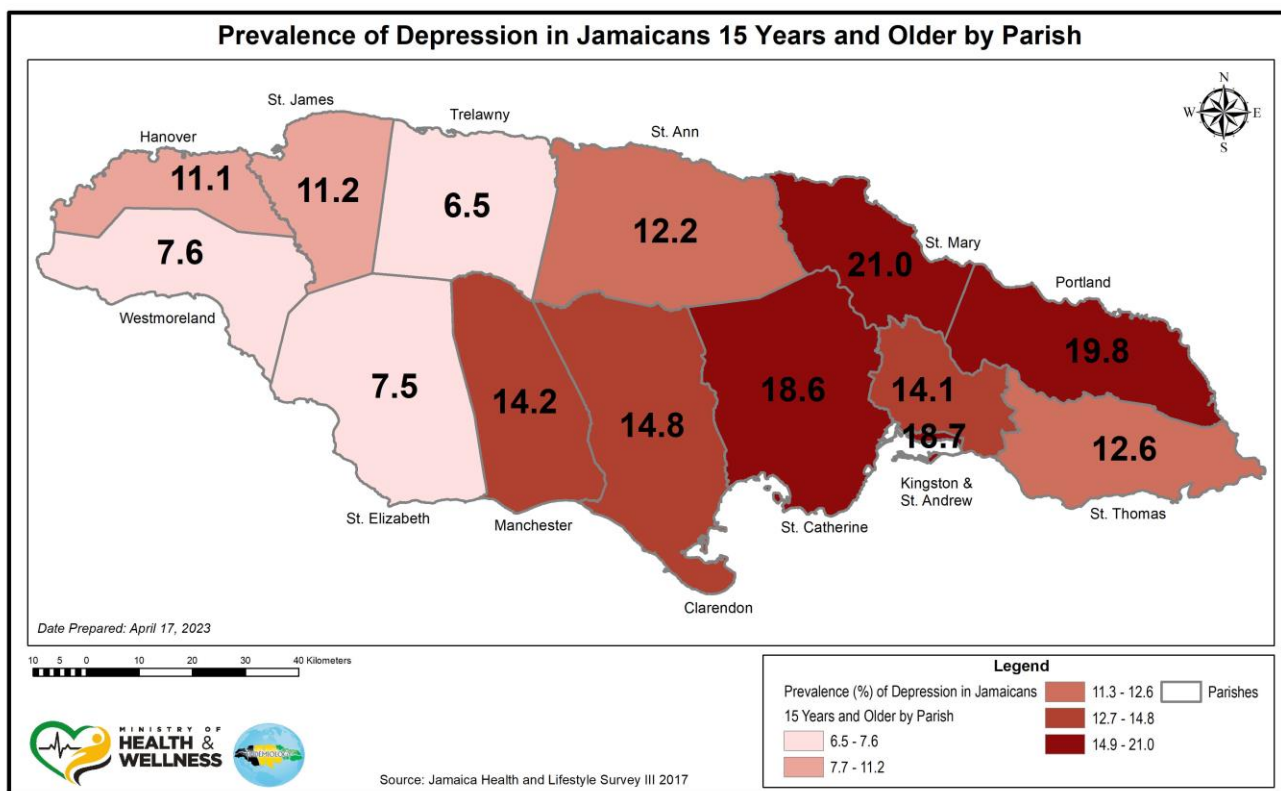 Prevalence of Depression in Jamaicans 15 Years and Older by Parish
N
W E
S
St. James
Trelawny
Hanover
St. Ann
11.1
11.2
6.5
12.2
7.6
21.0
St. Mary
Portland
Westmoreland
19.8
7.5
14.2
14.8
18.6
14.1
18.7
12.6
Kingston &
St. Andrew
St. Elizabeth
Manchester
St. Catherine
St. Thomas
Clarendon
Date Prepared: April 17, 2023
10 5 0 10 20 30 40 Kilometers
Legend
Prevalence (%) of Depression in Jamaicans
15 Years and Older by Parish
6.5 - 7.6
7.7 - 11.2
11.3 - 12.6
12.7 - 14.8
14.9 - 21.0
Parishes
MINISTRY OF
HEALTH &
WELLNESS
Source: Jamaica Health and Lifestyle Survey III 2017